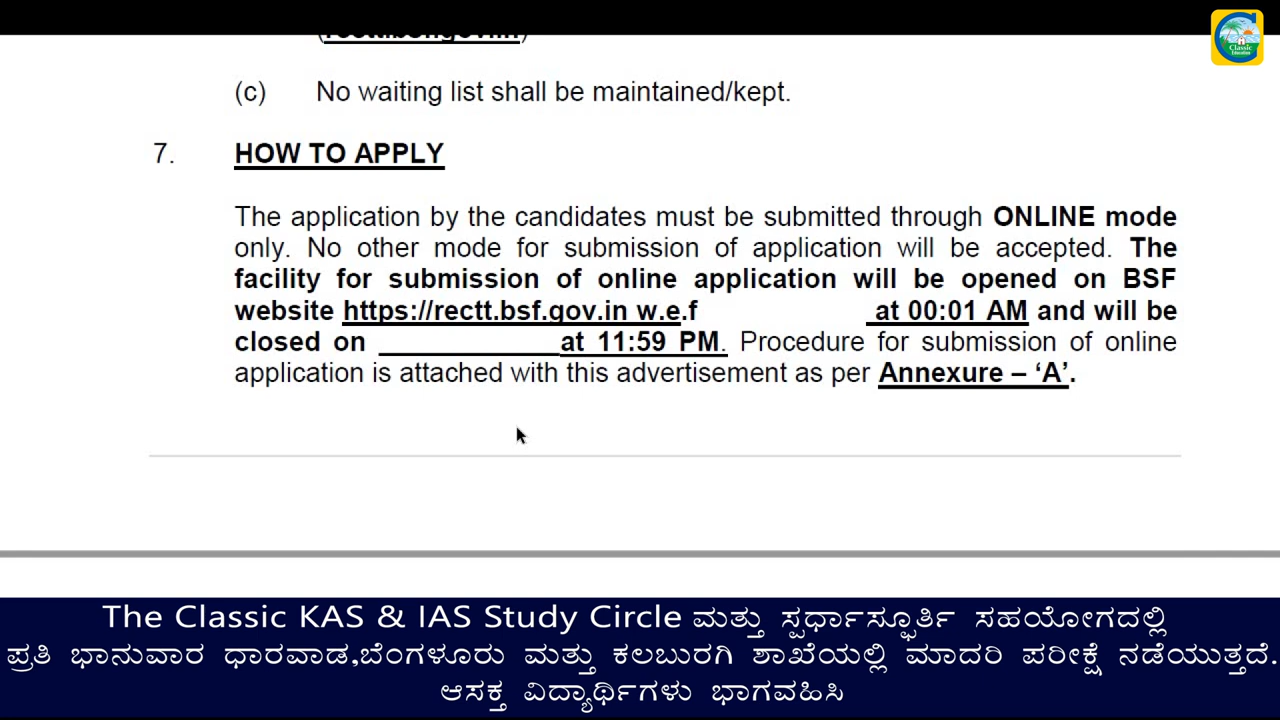 Classic
Education
(c) No waiting list shall be maintained/kept.
7. HOW TO APPLY
The application by the candidates must be submitted through ONLINE mode
only. No other mode for submission of application will be accepted. The
facility for submission of online application will be opened on BSF
website https://rectt.bsf.gov.in w.e.f at 00:01 AM and will be
closed on ____________at 11:59 PM. Procedure for submission of online
application is attached with this advertisement as per Annexure – ‘A’.
The Classic KAS & IAS Study Circle ಮತ್ತು ಸ್ಪರ್ಧಾಸ್ಫೂರ್ತಿ ಸಹಯೋಗದಲ್ಲಿ
ಪ್ರತಿ ಭಾನುವಾರ ಧಾರವಾಡ,ಬೆಂಗಳೂರು ಮತ್ತು ಕಲಬುರಗಿ ಶಾಖೆಯಲ್ಲಿ ಮಾದರಿ ಪರೀಕ್ಷೆ ನಡೆಯುತ್ತದೆ.
ಆಸಕ್ತ ವಿದ್ಯಾರ್ಥಿಗಳು ಭಾಗವಹಿಸಿ